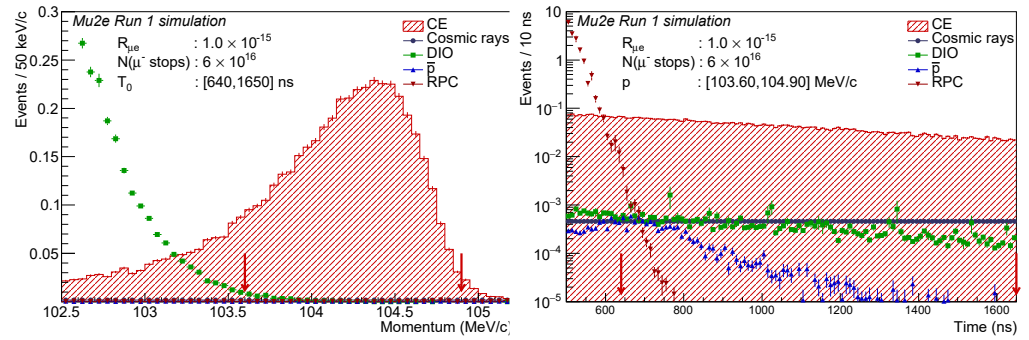 Mu2e Run 1 simulation
R_μe : 1.0 × 10^-15
N(μ^- stops) : 6 × 10^16
T_0 : [640,1650] ns
CE
Cosmic rays
DIO
p̅
RPC
Events / 50 keV/c
0.3
0.25
0.2
0.15
0.1
0.05
102.5 103 103.5 104 104.5 105
Momentum (MeV/c)
Mu2e Run 1 simulation
R_μe : 1.0 × 10^-15
N(μ^- stops) : 6 × 10^16
p : [103.60,104.90] MeV/c
CE
Cosmic rays
DIO
p̅
RPC
Events / 10 ns
10
1
10^-1
10^-2
10^-3
10^-4
10^-5
600 800 1000 1200 1400 1600
Time (ns)